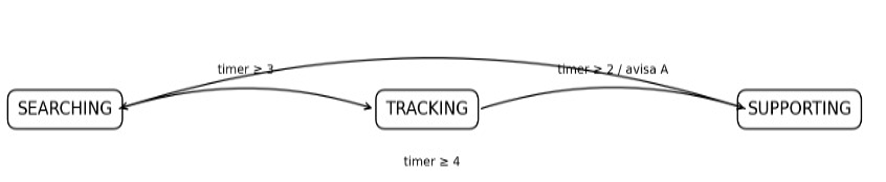 timer ≥ 3
timer ≥ 2 / avisa A
SEARCHING
TRACKING
SUPPORTING
timer ≥ 4